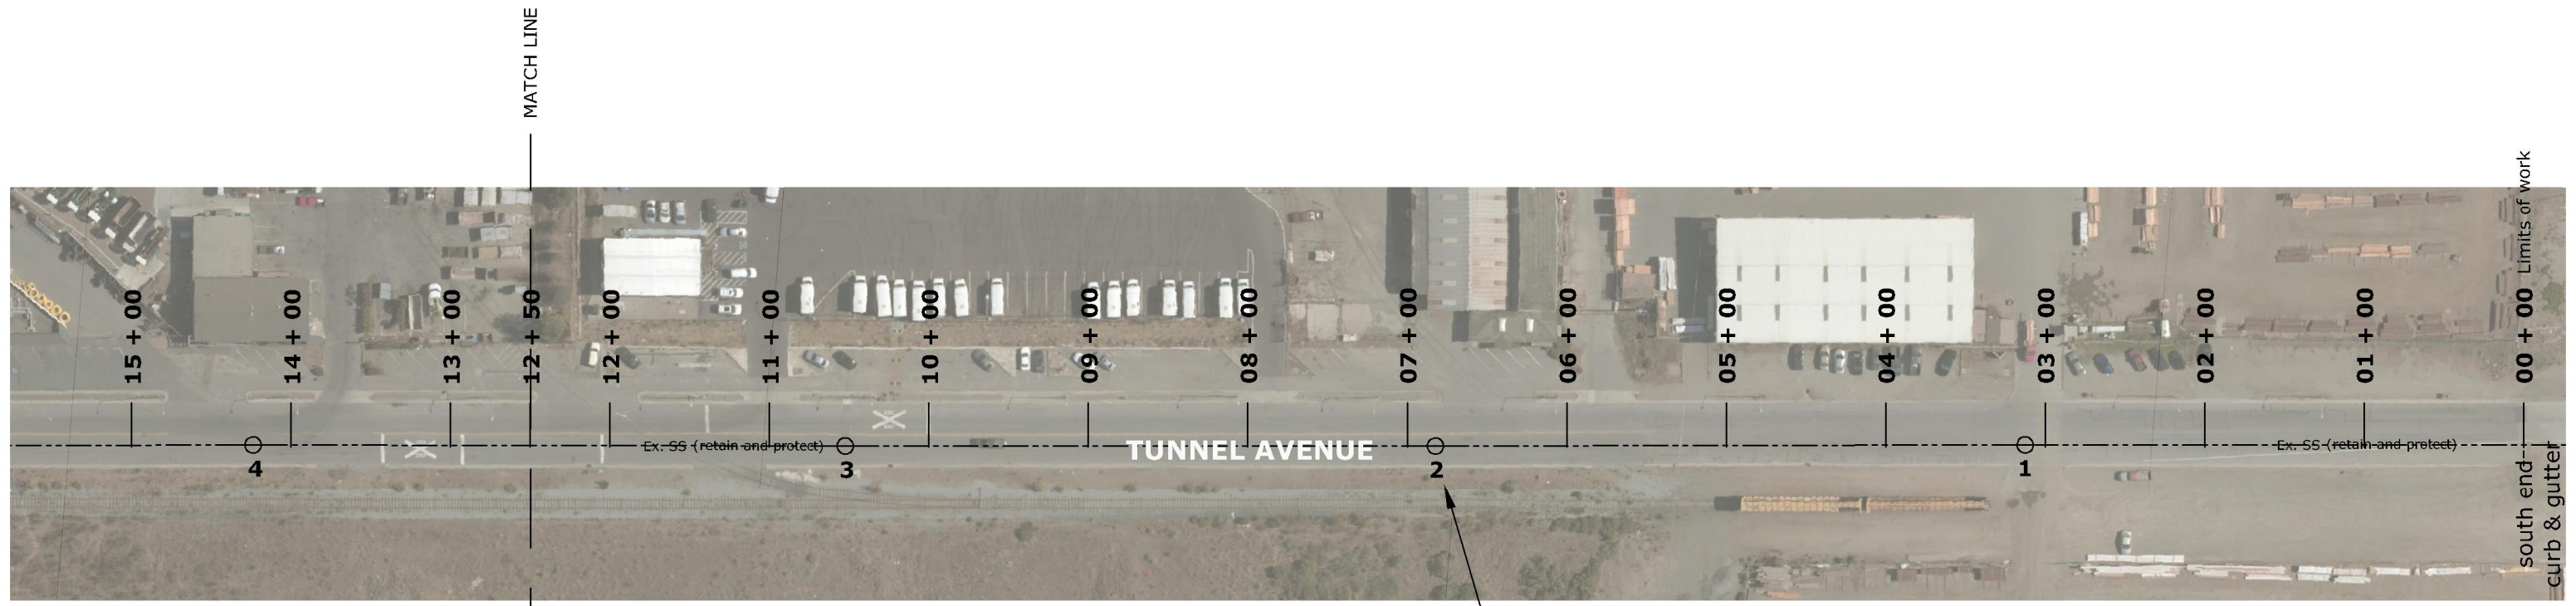 MATCH LINE
Limits of work
15 + 00
14 + 00
13 + 00
12 + 50
12 + 00
11 + 00
10 + 00
09 + 00
08 + 00
07 + 00
06 + 00
05 + 00
04 + 00
03 + 00
02 + 00
01 + 00
00 + 00
Ex. SS (retain and protect)
TUNNEL AVENUE
Ex. SS (retain and protect)
4
3
2
1
south end
curb & gutter